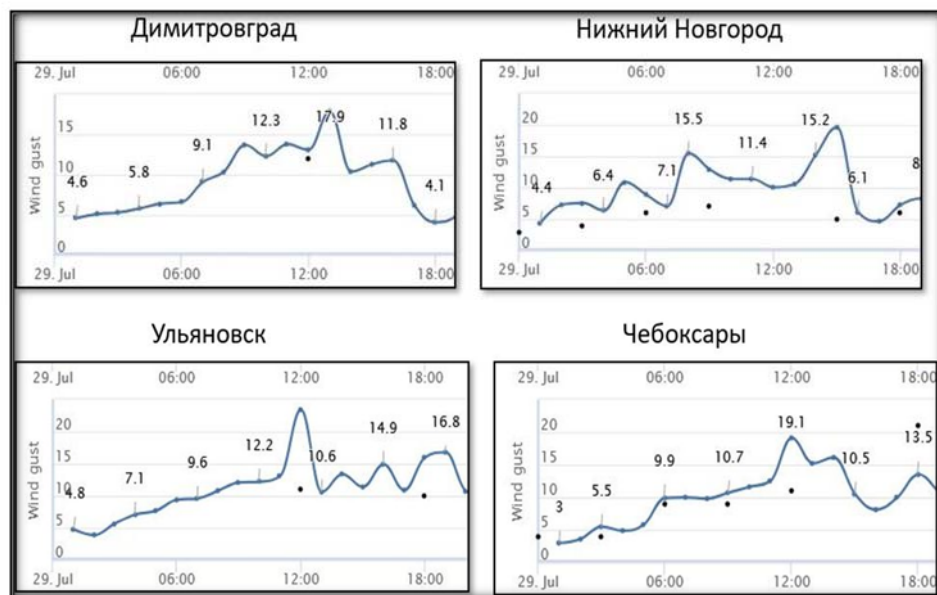 Димитровград
29. Jul 06:00 12:00 18:00
Wind gust
15
10
5
0
4.6 5.8 9.1 12.3 17.9 11.8 4.1
29. Jul 06:00 12:00 18:00
Нижний Новгород
29. Jul 06:00 12:00 18:00
Wind gust
20
15
10
5
0
4.4 6.4 7.1 15.5 11.4 15.2 6.1 8
29. Jul 06:00 12:00 18:00
Ульяновск
29. Jul 06:00 12:00 18:00
Wind gust
20
15
10
5
0
4.8 7.1 9.6 12.2 10.6 14.9 16.8
29. Jul 06:00 12:00 18:00
Чебоксары
29. Jul 06:00 12:00 18:00
Wind gust
20
15
10
5
0
3 5.5 9.9 10.7 19.1 10.5 13.5
29. Jul 06:00 12:00 18:00